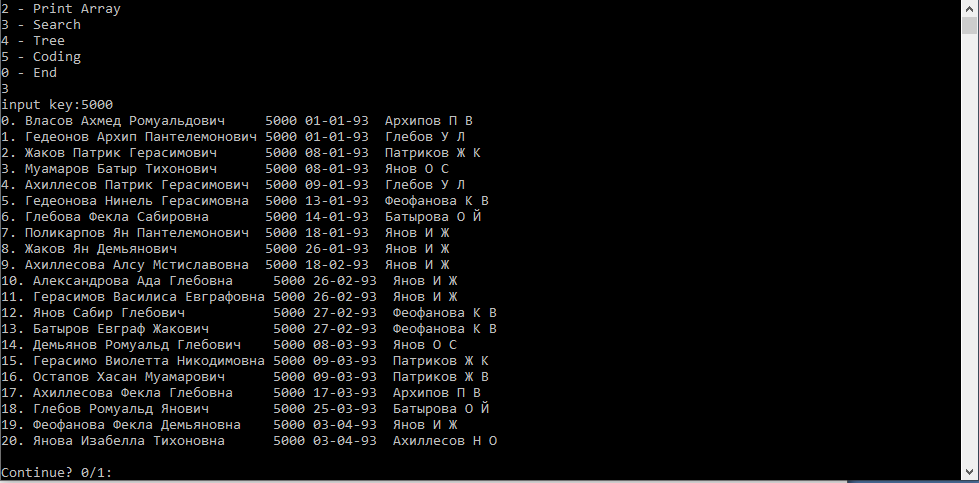 2 - Print Array
3 - Search
4 - Tree
5 - Coding
0 - End
3
input key:5000
0. Власов Ахмед Ромуальдович 5000 01-01-93 Архипов П В
1. Гедеонов Архип Пантелемонович 5000 01-01-93 Глебов У Л
2. Жаков Патрик Герасимович 5000 08-01-93 Патриков Ж К
3. Муамаров Батыр Тихонович 5000 08-01-93 Янов О С
4. Ахиллесов Патрик Герасимович 5000 09-01-93 Глебов У Л
5. Гедеонова Нинель Герасимовна 5000 13-01-93 Феофанова К В
6. Глебова Фекла Сабировна 5000 14-01-93 Батырова О Й
7. Поликарпов Ян Пантелемонович 5000 18-01-93 Янов И Ж
8. Жаков Ян Демьянович 5000 26-01-93 Янов И Ж
9. Ахиллесова Алсу Мстиславовна 5000 18-02-93 Янов И Ж
10. Александрова Ада Глебовна 5000 26-02-93 Янов И Ж
11. Герасимов Василиса Евграфовна 5000 26-02-93 Янов И Ж
12. Янов Сабир Глебович 5000 27-02-93 Феофанова К В
13. Батыров Евграф Жакович 5000 27-02-93 Феофанова К В
14. Демьянов Ромуальд Глебович 5000 08-03-93 Янов О С
15. Герасимо Виолетта Никодимовна 5000 09-03-93 Патриков Ж К
16. Остапов Хасан Муамарович 5000 09-03-93 Патриков Ж В
17. Ахиллесова Фекла Глебовна 5000 17-03-93 Архипов П В
18. Глебов Ромуальд Янович 5000 25-03-93 Батырова О Й
19. Феофанова Фекла Демьяновна 5000 03-04-93 Янов И Ж
20. Янова Изабелла Тихоновна 5000 03-04-93 Ахиллесов Н О
Continue? 0/1: